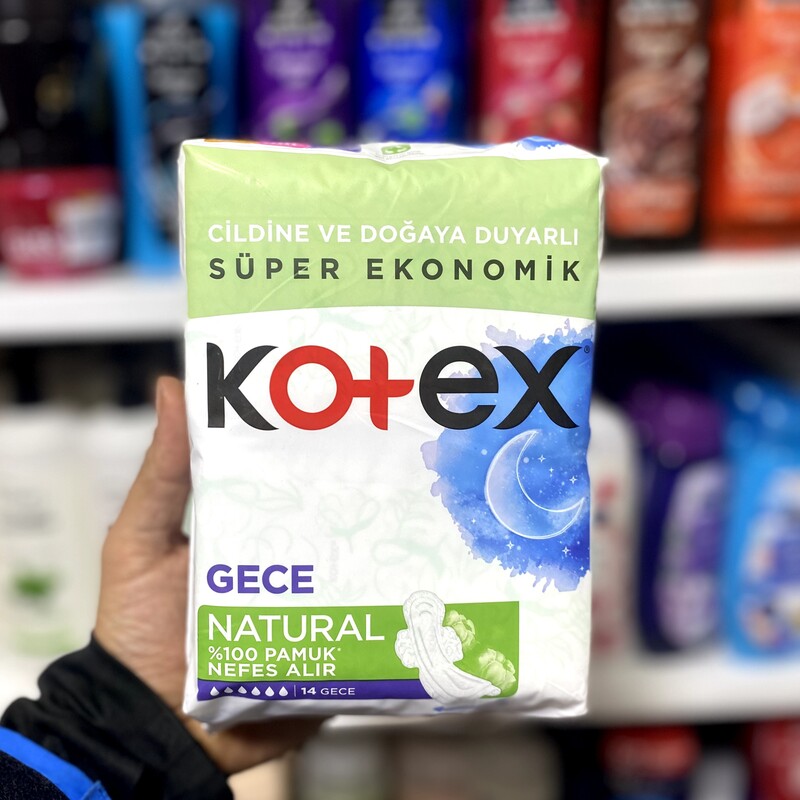 CİLDİNE VE DOĞAYA DUYARLI
SÜPER EKONOMİK
Kotex®
GECE
NATURAL
%100 PAMUK*
NEFES ALIR
14 GECE